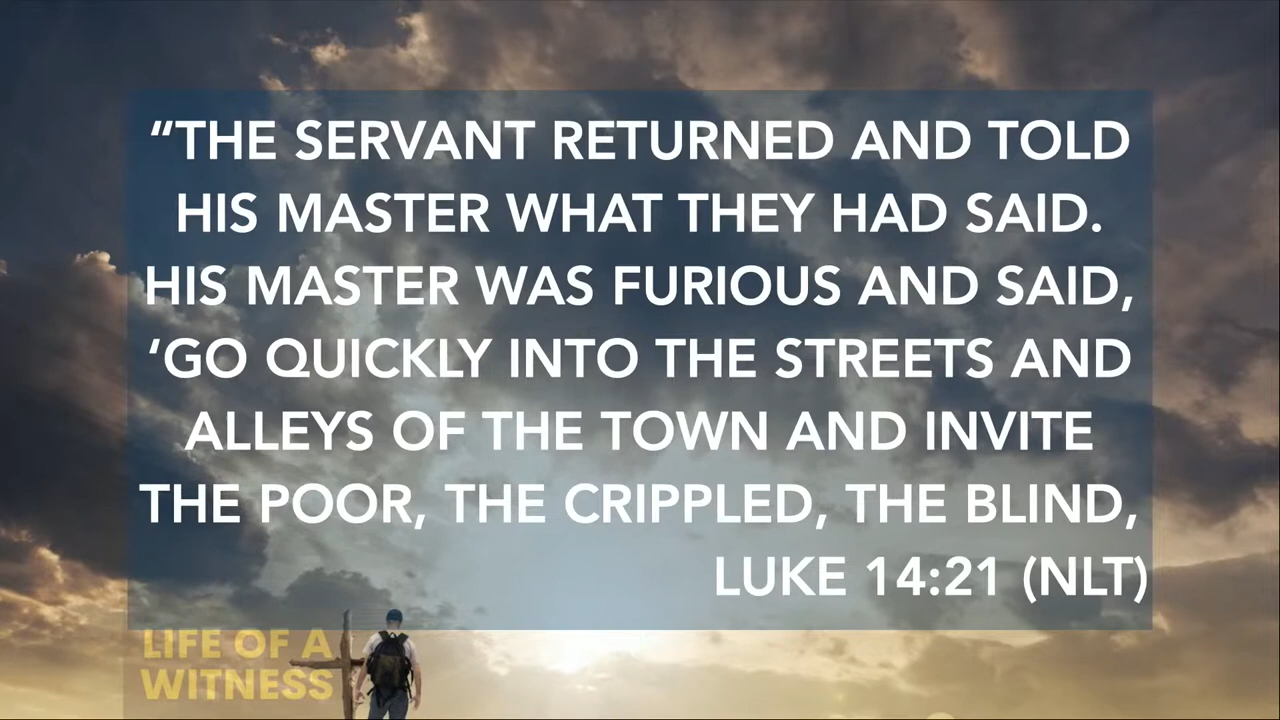 “THE SERVANT RETURNED AND TOLD
HIS MASTER WHAT THEY HAD SAID.
HIS MASTER WAS FURIOUS AND SAID,
‘GO QUICKLY INTO THE STREETS AND
ALLEYS OF THE TOWN AND INVITE
THE POOR, THE CRIPPLED, THE BLIND,
LUKE 14:21 (NLT)
LIFE OF A
WITNESS